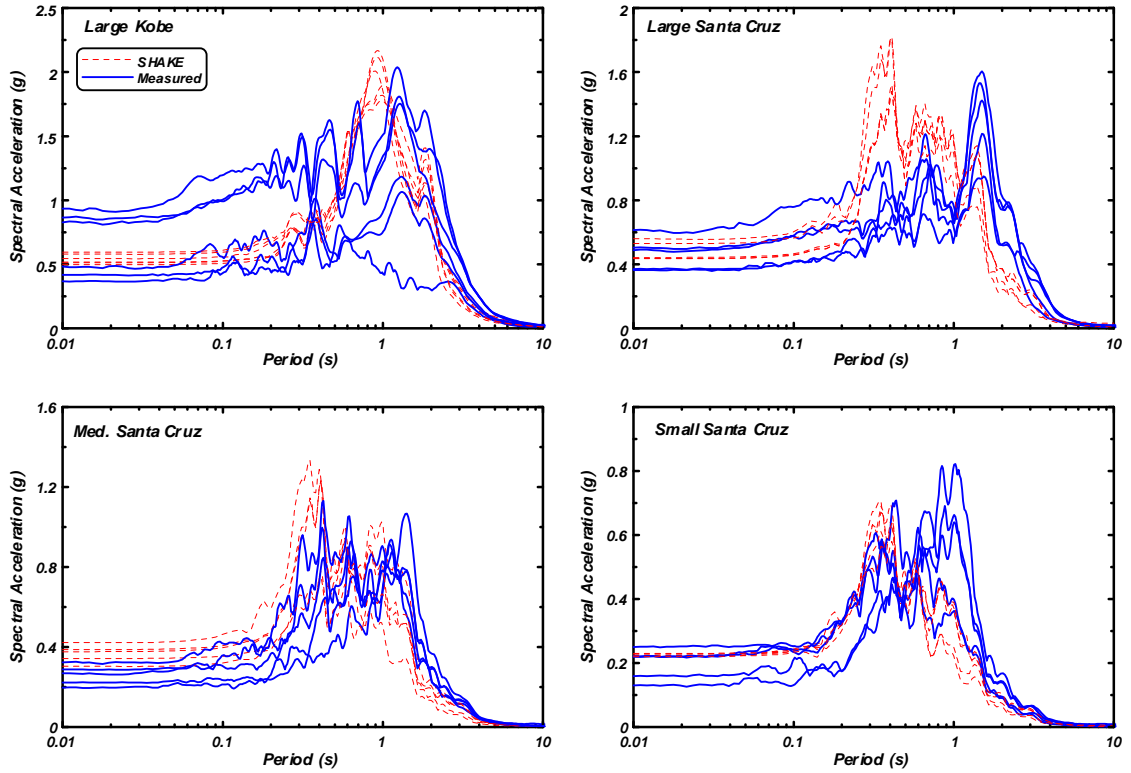 Large Kobe
SHAKE
Measured
Spectral Acceleration (g)
2.5
2
1.5
1
0.5
0
0.01 0.1 1 10
Period (s)
Large Santa Cruz
Spectral Acceleration (g)
2
1.6
1.2
0.8
0.4
0
0.01 0.1 1 10
Period (s)
Med. Santa Cruz
Spectral Acceleration (g)
1.6
1.2
0.8
0.4
0
0.01 0.1 1 10
Period (s)
Small Santa Cruz
Spectral Acceleration (g)
1
0.8
0.6
0.4
0.2
0
0.01 0.1 1 10
Period (s)